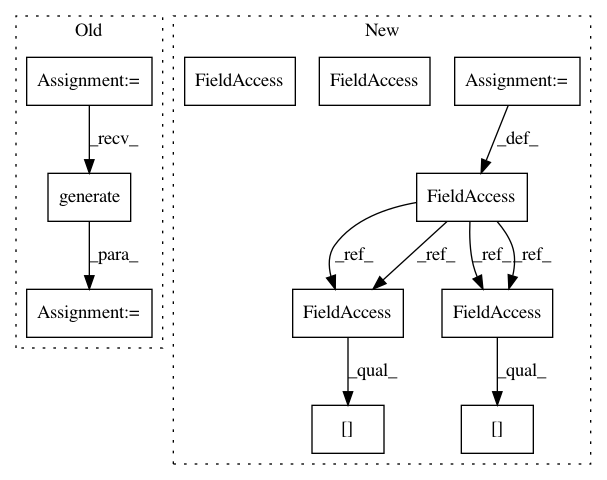 Old
New
Assignment:=
FieldAccess
FieldAccess
Assignment:=
_recv_
_def_
generate
FieldAccess
_para_
_ref_
_ref_
_ref_
_ref_
Assignment:=
FieldAccess
FieldAccess
_qual_
_qual_
[]
[]